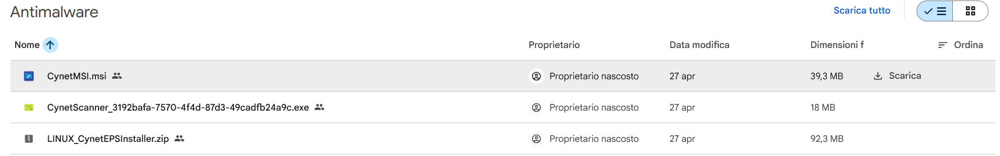 Antimalware
Scarica tutto
Nome Proprietario Data modifica Dimensioni f Ordina
CynetMSI.msi Proprietario nascosto 27 apr 39,3 MB Scarica
CynetScanner_3192bafa-7570-4f4d-87d3-49cadfb24a9c.exe Proprietario nascosto 27 apr 18 MB
LINUX_CynetEPSInstaller.zip Proprietario nascosto 27 apr 92,3 MB